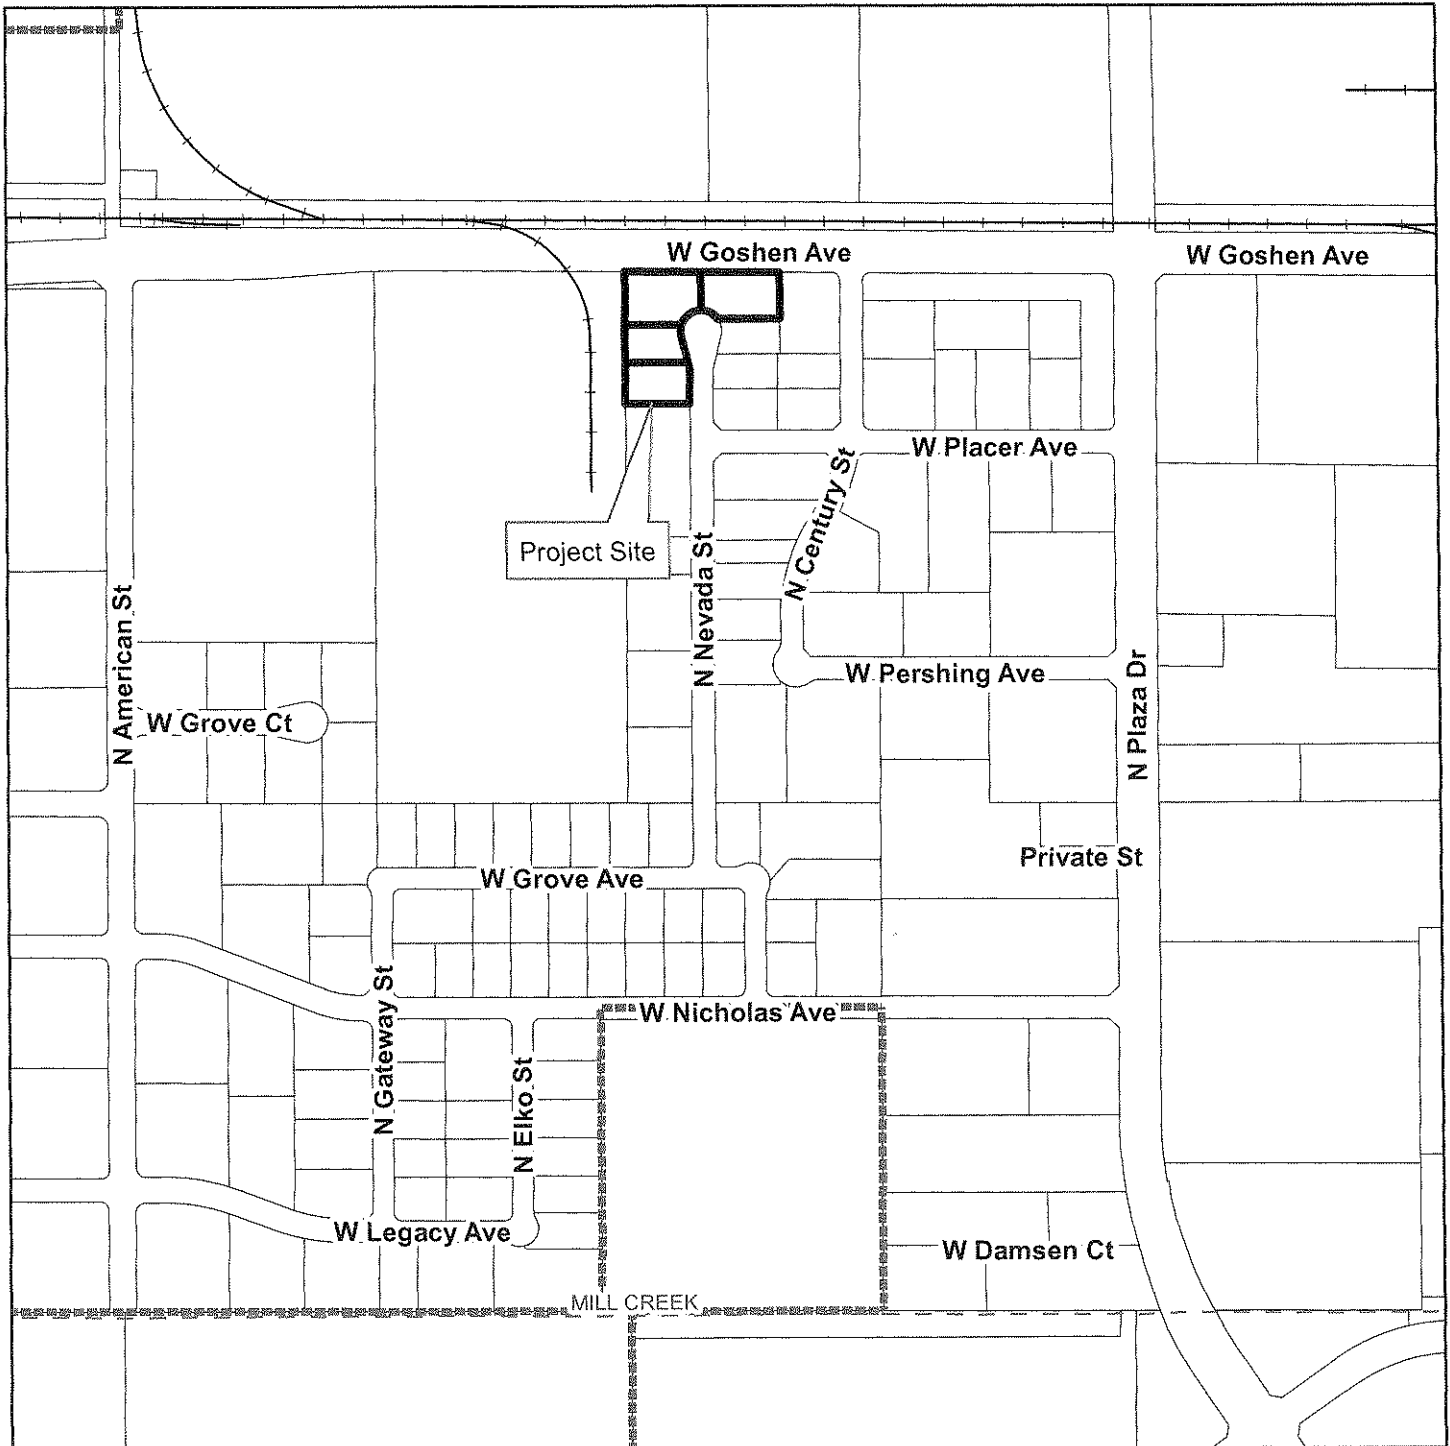 W Goshen Ave
W Goshen Ave
W Placer Ave
N Century St
Project Site
N Nevada St
N American St
W Pershing Ave
N Plaza Dr
W Grove Ct
Private St
W Grove Ave
W Nicholas Ave
N Gateway St
N Elko St
W Legacy Ave
W Damsen Ct
MILL CREEK